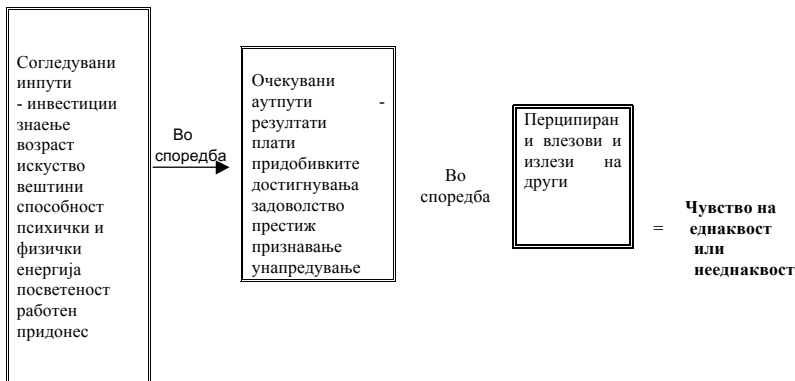 Согледувани
инпути
- инвестиции
знаење
возраст
искуство
вештини
способност
психички и
физички
енергија
посветеност
работен
придонес
Во
споредба
Очекувани
аутпути -
резултати
плати
придобивките
достигнувања
задоволство
престиж
признавање
унапредување
Во
споредба
Перципиран
и влезови и
излези на
други
=
Чувство на
еднаквост
или
нееднаквост